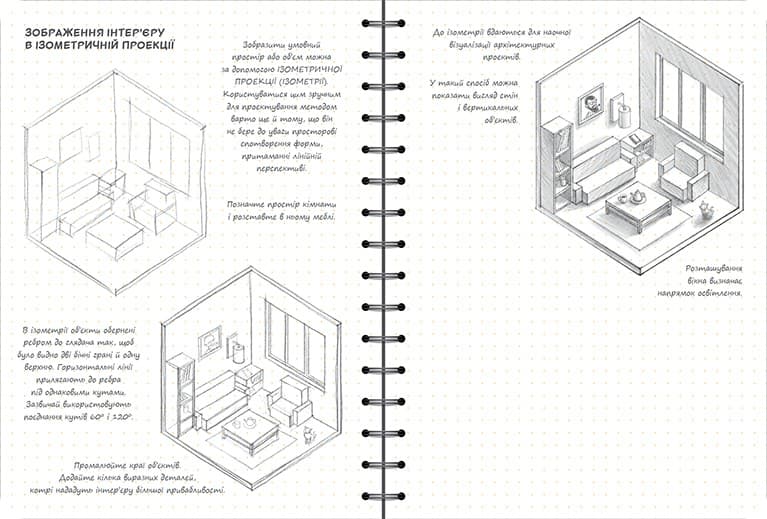 ЗОБРАЖЕННЯ ІНТЕР'ЄРУ
В ІЗОМЕТРИЧНІЙ ПРОЕКЦІЇ
Зобразити умовний
простір або об'єм можна
за допомогою ІЗОМЕТРИЧНОЇ
ПРОЕКЦІЇ (ІЗОМЕТРІЇ).
Користуватися цим зручним
для проєктування методом
варто ще й тому, що він
не бере до уваги просторові
спотворення форми,
притаманні лінійній
перспективі.
Позначте простір кімнати
і розставте в ньому меблі.
В ізометрії об'єкти обернені
ребром до глядача так, щоб
було видно дві бічні грані й одну
верхню. Горизонтальні лінії
прилягають до ребра
під однаковими кутами.
Зазвичай використовують
поєднання кутів 60° і 120°.
Промалюйте краї об'єктів.
Додайте кілька виразних деталей,
котрі нададуть інтер'єру більшої привабливості.
До ізометрії вдаються для наочної
візуалізації архітектурних
проєктів.
У такий спосіб можна
показати вигляд стін
і вертикальних
об'єктів.
Розташування
вікна визначає
напрямок освітлення.